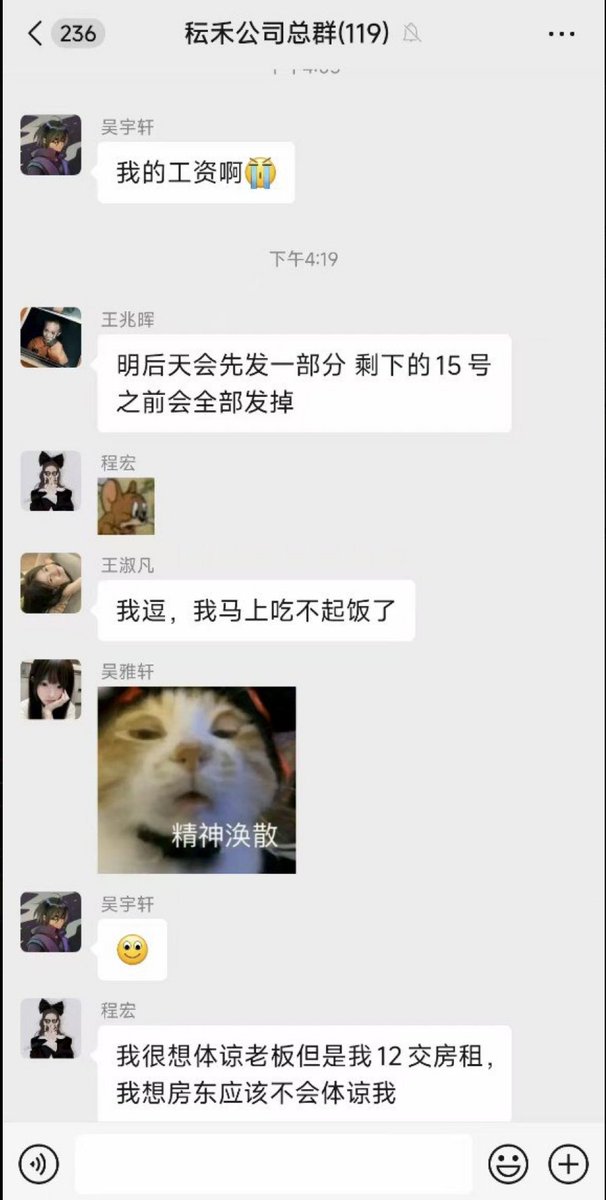 236
秐禾公司总群(119)
吴宇轩
我的工资啊😭
下午4:19
王兆晖
明后天会先发一部分 剩下的15号
之前会全部发掉
程宏
王淑凡
我逗，我马上吃不起饭了
吴雅轩
精神涣散
吴宇轩
🙂
程宏
我很想体谅老板但是我12交房租，
我想房东应该不会体谅我